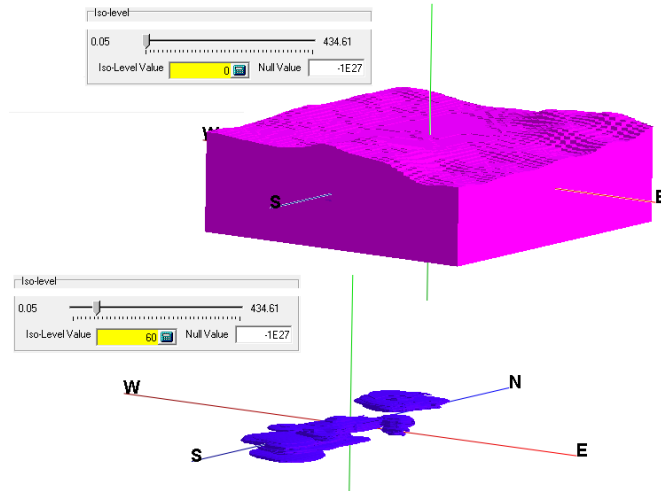 Iso-level
0.05 434.61
Iso-Level Value 0 Null Value -1E27
W
S
E
Iso-level
0.05 434.61
Iso-Level Value 60 Null Value -1E27
W
N
S
E